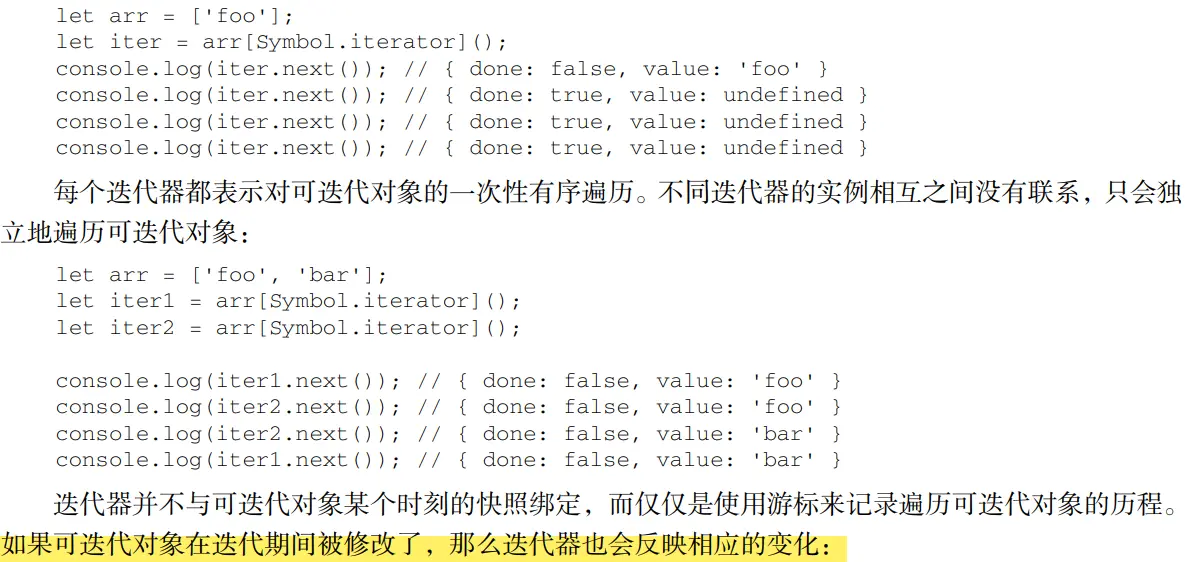 let arr = ['foo'];
let iter = arr[Symbol.iterator]();
console.log(iter.next()); // { done: false, value: 'foo' }
console.log(iter.next()); // { done: true, value: undefined }
console.log(iter.next()); // { done: true, value: undefined }
console.log(iter.next()); // { done: true, value: undefined }
每个迭代器都表示对可迭代对象的一次性有序遍历。不同迭代器的实例相互之间没有联系，只会独
立地遍历可迭代对象：
let arr = ['foo', 'bar'];
let iter1 = arr[Symbol.iterator]();
let iter2 = arr[Symbol.iterator]();
console.log(iter1.next()); // { done: false, value: 'foo' }
console.log(iter2.next()); // { done: false, value: 'foo' }
console.log(iter2.next()); // { done: false, value: 'bar' }
console.log(iter1.next()); // { done: false, value: 'bar' }
迭代器并不与可迭代对象某个时刻的快照绑定，而仅仅是使用游标来记录遍历可迭代对象的历程。
如果可迭代对象在迭代期间被修改了，那么迭代器也会反映相应的变化：